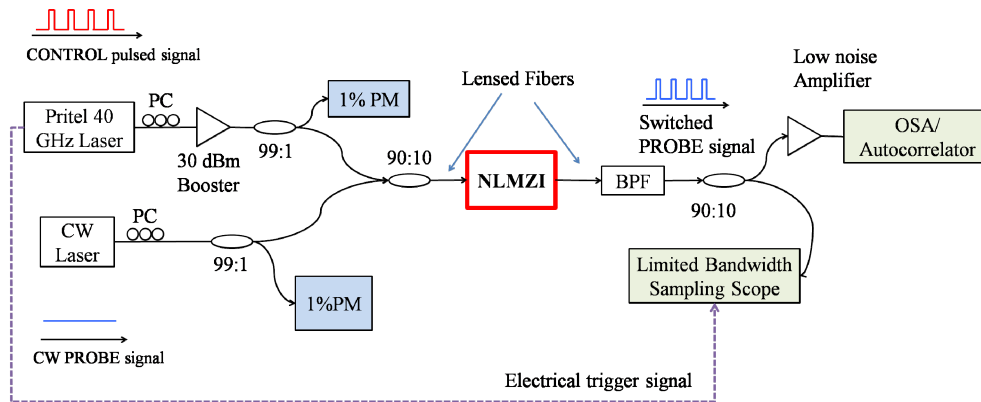 CONTROL pulsed signal
Pritel 40
GHz Laser
PC
30 dBm
Booster
99:1
1% PM
90:10
Lensed Fibers
NLMZI
BPF
Switched
PROBE signal
90:10
Low noise
Amplifier
OSA/
Autocorrelator
CW
Laser
PC
99:1
1%PM
Limited Bandwidth
Sampling Scope
CW PROBE signal
Electrical trigger signal